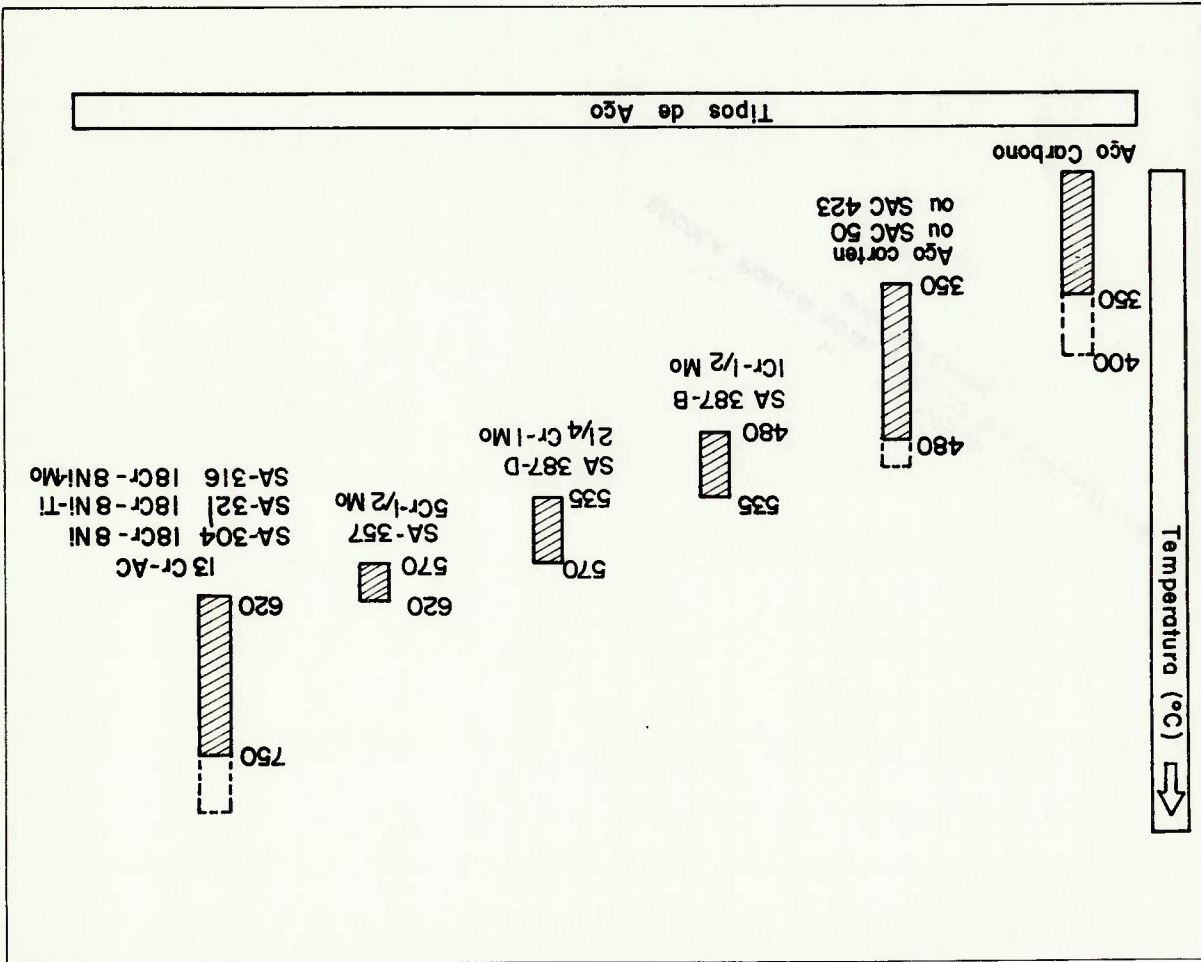 Temperatura (°C)
400
350
Aço Carbono
480
350
Aço corten
ou SAC 50
ou SAC 423
535
480
SA 387-B
1Cr-1/2 Mo
570
535
SA 387-D
2 1/4 Cr-1 Mo
620
570
SA-357
5Cr-1/2 Mo
750
620
13 Cr-AC
SA-304 18Cr-8Ni
SA-321 18Cr-8Ni-Ti
SA-316 18Cr-8Ni-Mo
Tipos de Aço